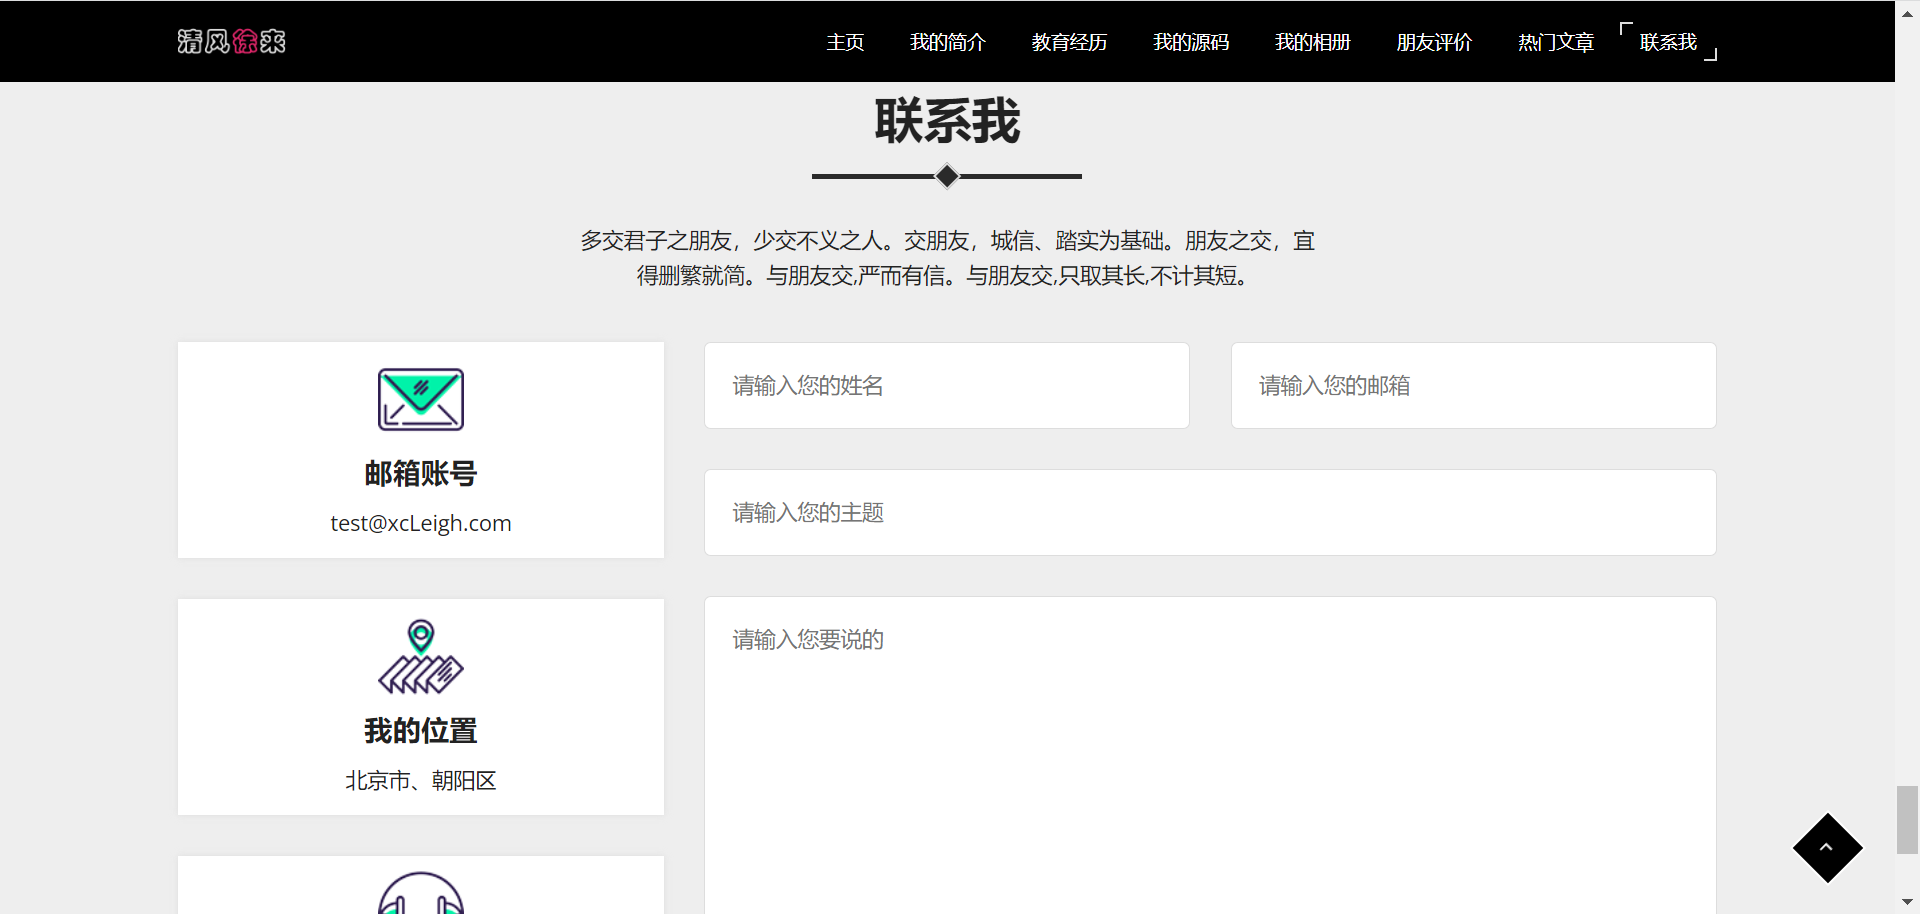 清风徐来
主页 我的简介 教育经历 我的源码 我的相册 朋友评价 热门文章 联系我
联系我
多交君子之朋友，少交不义之人。交朋友，城信、踏实为基础。朋友之交，宜
得删繁就简。与朋友交,严而有信。与朋友交,只取其长,不计其短。
邮箱账号
test@xcLeigh.com
我的位置
北京市、朝阳区
请输入您的姓名
请输入您的邮箱
请输入您的主题
请输入您要说的